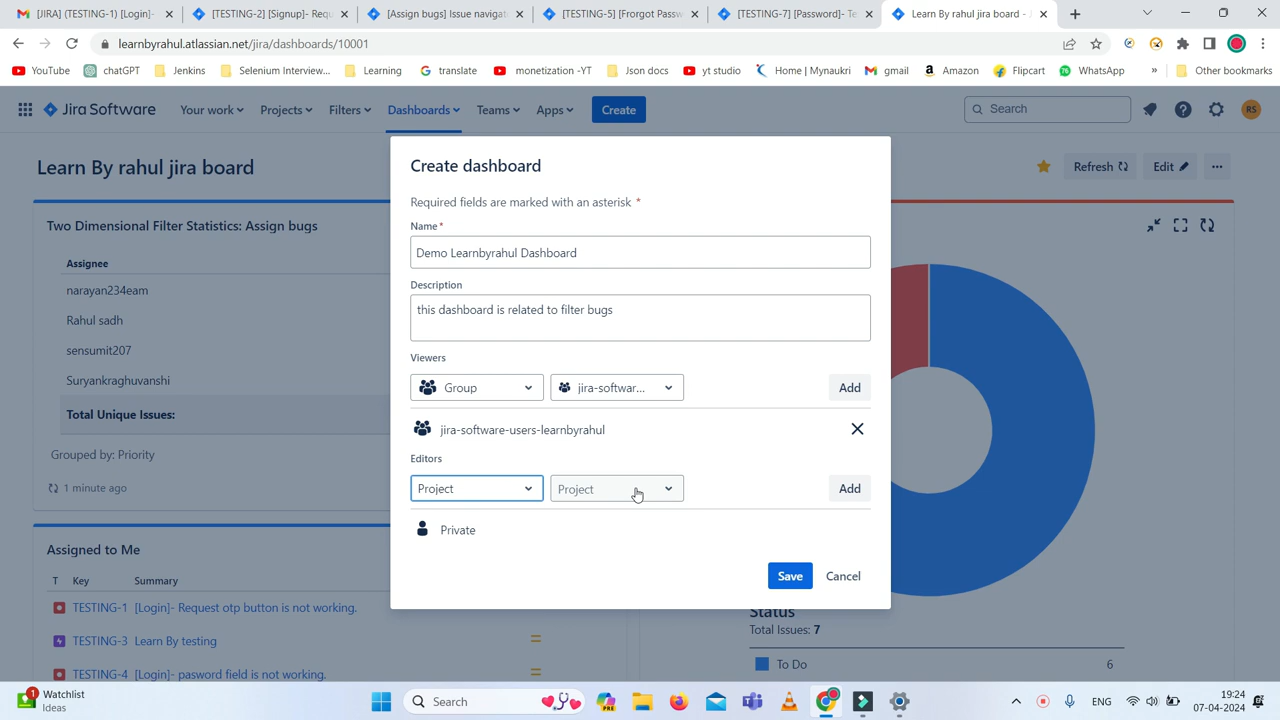 [JIRA] (TESTING-1) [Login]-
[TESTING-2] [Signup]- Requ
[Assign bugs] Issue navigat
[TESTING-5] [Frorgot Passw
[TESTING-7] [Password]- Te
Learn By rahul jira board -
learnbyrahul.atlassian.net/jira/dashboards/10001
YouTube
chatGPT
Jenkins
Selenium Interview...
Learning
translate
monetization -YT
Json docs
yt studio
Home | Mynaukri
gmail
Amazon
Flipcart
WhatsApp
»
Other bookmarks
Jira Software
Your work
Projects
Filters
Dashboards
Teams
Apps
Create
Search
RS
Learn By rahul jira board
Refresh
Edit
Two Dimensional Filter Statistics: Assign bugs
Assignee
narayan234eam
Rahul sadh
sensumit207
Suryankraghuvanshi
Total Unique Issues:
Grouped by: Priority
1 minute ago
Assigned to Me
T Key Summary
TESTING-1 [Login]- Request otp button is not working.
TESTING-3 Learn By testing
TESTING-4 [Login]- pasword field is not working.
Create dashboard
Required fields are marked with an asterisk *
Name *
Demo Learnbyrahul Dashboard
Description
this dashboard is related to filter bugs
Viewers
Group jira-softwar... Add
jira-software-users-learnbyrahul
Editors
Project Project Add
Private
Save Cancel
Status
Total Issues: 7
To Do 6
1
Watchlist
Ideas
Search
PRE
ENG
19:24
07-04-2024